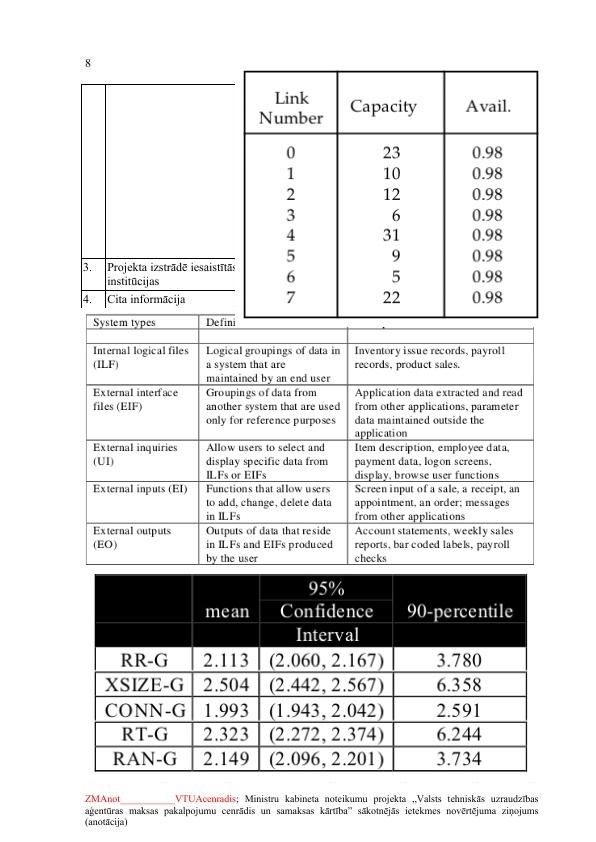 8
Link Number Capacity Avail.
0 23 0.98
1 10 0.98
2 12 0.98
3 6 0.98
4 31 0.98
5 9 0.98
6 5 0.98
7 22 0.98
3. Projekta izstrādē iesaistītās
institūcijas
4. Cita informācija
System types
Internal logical files Logical groupings of data in Inventory issue records, payroll
(ILF) a system that are records, product sales.
maintained by an end user
External interface Groupings of data from Application data extracted and read
files (EIF) another system that are used from other applications, parameter
only for reference purposes data maintained outside the
application
External inquiries Allow users to select and Item description, employee data,
(UI) display specific data from payment data, logon screens,
ILFs or EIFs display, browse user functions
External inputs (EI) Functions that allow users Screen input of a sale, a receipt, an
to add, change, delete data appointment, an order; messages
in ILFs from other applications
External outputs Outputs of data that reside Account statements, weekly sales
(EO) in ILFs and EIFs produced reports, bar coded labels, payroll
by the user checks
95%
mean Confidence 90-percentile
Interval
RR-G 2.113 (2.060, 2.167) 3.780
XSIZE-G 2.504 (2.442, 2.567) 6.358
CONN-G 1.993 (1.943, 2.042) 2.591
RT-G 2.323 (2.272, 2.374) 6.244
RAN-G 2.149 (2.096, 2.201) 3.734
ZMAnot___________VTUAcenradis; Ministru kabineta noteikumu projekta „Valsts tehniskās uzraudzības
aģentūras maksas pakalpojumu cenrādis un samaksas kārtība” sākotnējās ietekmes novērtējuma ziņojums
(anotācija)